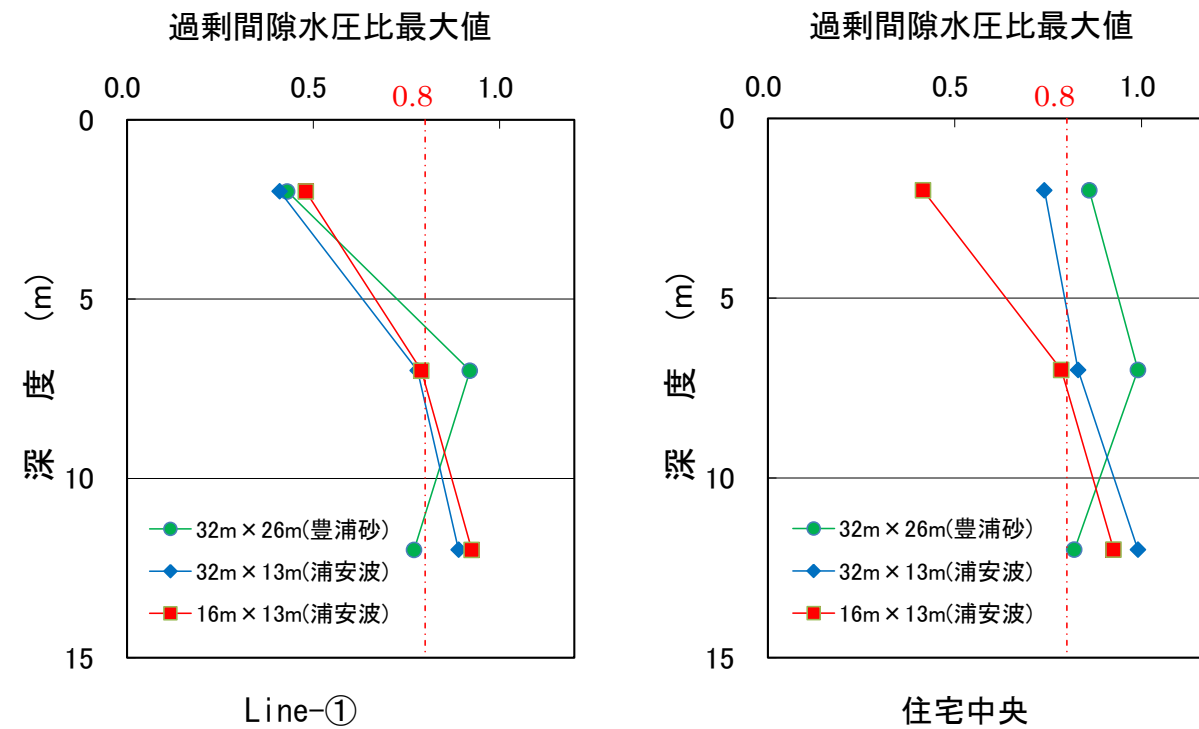 過剰間隙水圧比最大値
0.0 0.5 1.0
0.8
0
5
10
15
深度 (m)
32m×26m(豊浦砂)
32m×13m(浦安波)
16m×13m(浦安波)
Line-①
過剰間隙水圧比最大値
0.0 0.5 1.0
0.8
0
5
10
15
深度 (m)
32m×26m(豊浦砂)
32m×13m(浦安波)
16m×13m(浦安波)
住宅中央